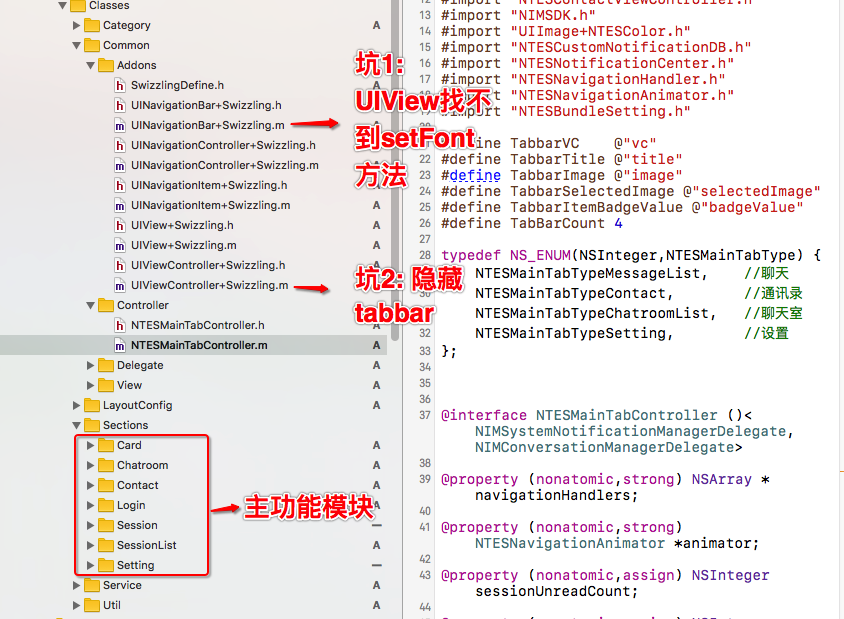 Classes
Category A
Common
Addons
SwizzlingDefine.h
UINavigationBar+Swizzling.h
UINavigationBar+Swizzling.m
UINavigationController+Swizzling.h
UINavigationController+Swizzling.m A
UINavigationItem+Swizzling.h A
UINavigationItem+Swizzling.m A
UIView+Swizzling.h A
UIView+Swizzling.m A
UIViewController+Swizzling.h A
UIViewController+Swizzling.m
Controller
NTESMainTabController.h A
NTESMainTabController.m A
Delegate A
View A
LayoutConfig A
Sections
Card A
Chatroom A
Contact A
Login
Session
SessionList A
Setting
Service A
Util A
坑1:
UIView找不
到setFont
方法
坑2: 隐藏
tabbar
主功能模块
12 #import "NTESContactViewController.h"
13 #import "NIMSDK.h"
14 #import "UIImage+NTESColor.h"
15 #import "NTESCustomNotificationDB.h"
16 #import "NTESNotificationCenter.h"
17 #import "NTESNavigationHandler.h"
#import "NTESNavigationAnimator.h"
#import "NTESBundleSetting.h"
#define TabbarVC @"vc"
22 #define TabbarTitle @"title"
23 #define TabbarImage @"image"
24 #define TabbarSelectedImage @"selectedImage"
25 #define TabbarItemBadgeValue @"badgeValue"
26 #define TabBarCount 4
27
28 typedef NS_ENUM(NSInteger,NTESMainTabType) {
NTESMainTabTypeMessageList, //聊天
NTESMainTabTypeContact, //通讯录
NTESMainTabTypeChatroomList, //聊天室
32 NTESMainTabTypeSetting, //设置
33 };
34
35
36
37 @interface NTESMainTabController ()<
NIMSystemNotificationManagerDelegate,
NIMConversationManagerDelegate>
38
39 @property (nonatomic,strong) NSArray *
navigationHandlers;
40
41 @property (nonatomic,strong)
NTESNavigationAnimator *animator;
42
43 @property (nonatomic,assign) NSInteger
sessionUnreadCount;
44